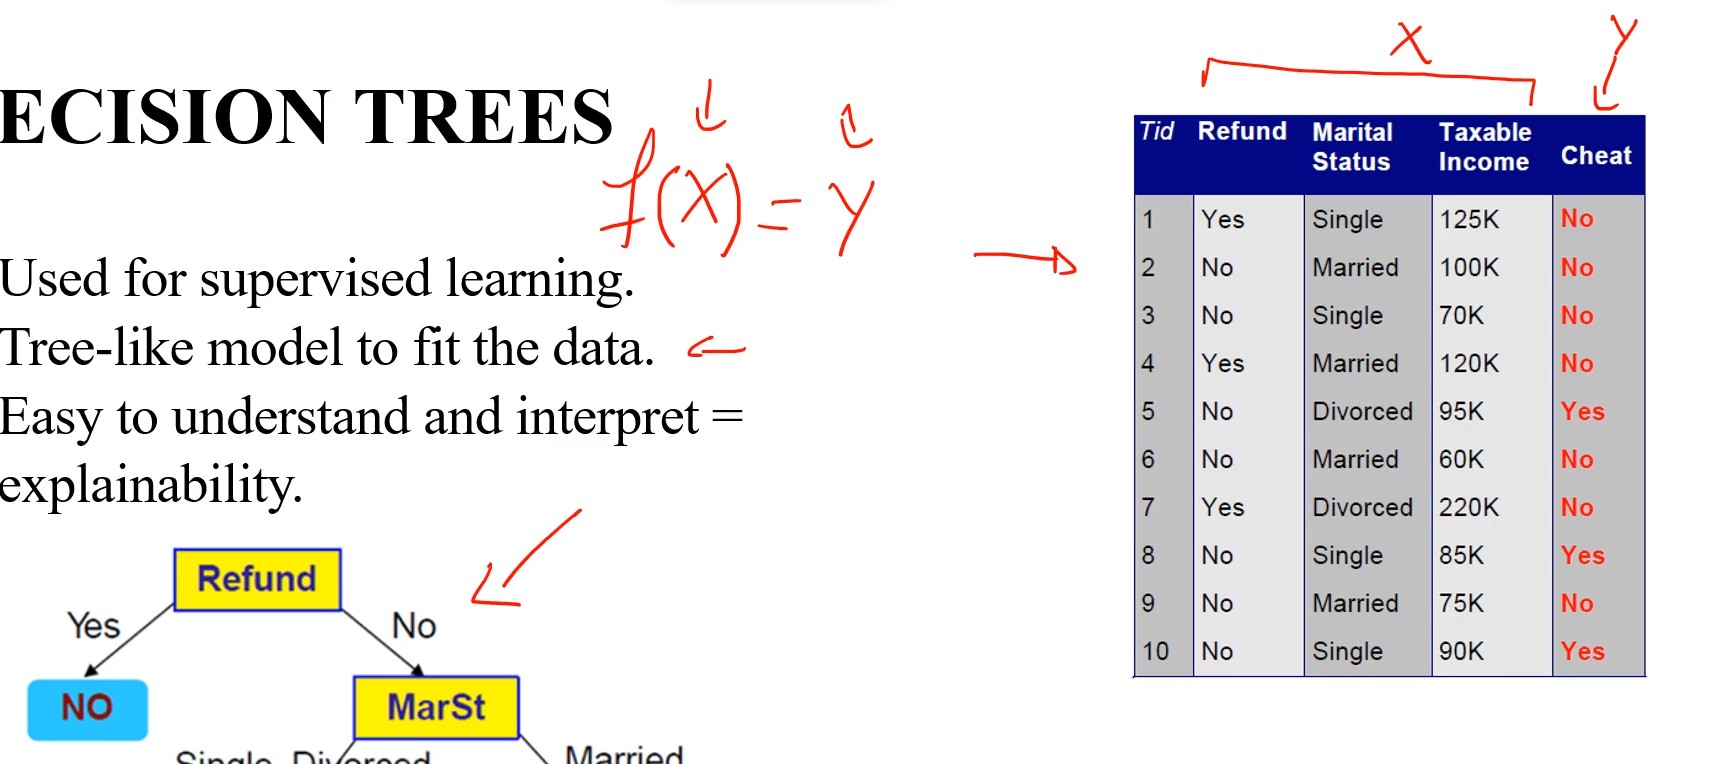 X
Y
ECISION TREES
f(X) = Y
Used for supervised learning.
Tree-like model to fit the data.
Easy to understand and interpret =
explainability.
Refund
Yes
No
NO
MarSt
Single, Divorced
Married
Tid Refund Marital Status Taxable Income Cheat
1 Yes Single 125K No
2 No Married 100K No
3 No Single 70K No
4 Yes Married 120K No
5 No Divorced 95K Yes
6 No Married 60K No
7 Yes Divorced 220K No
8 No Single 85K Yes
9 No Married 75K No
10 No Single 90K Yes